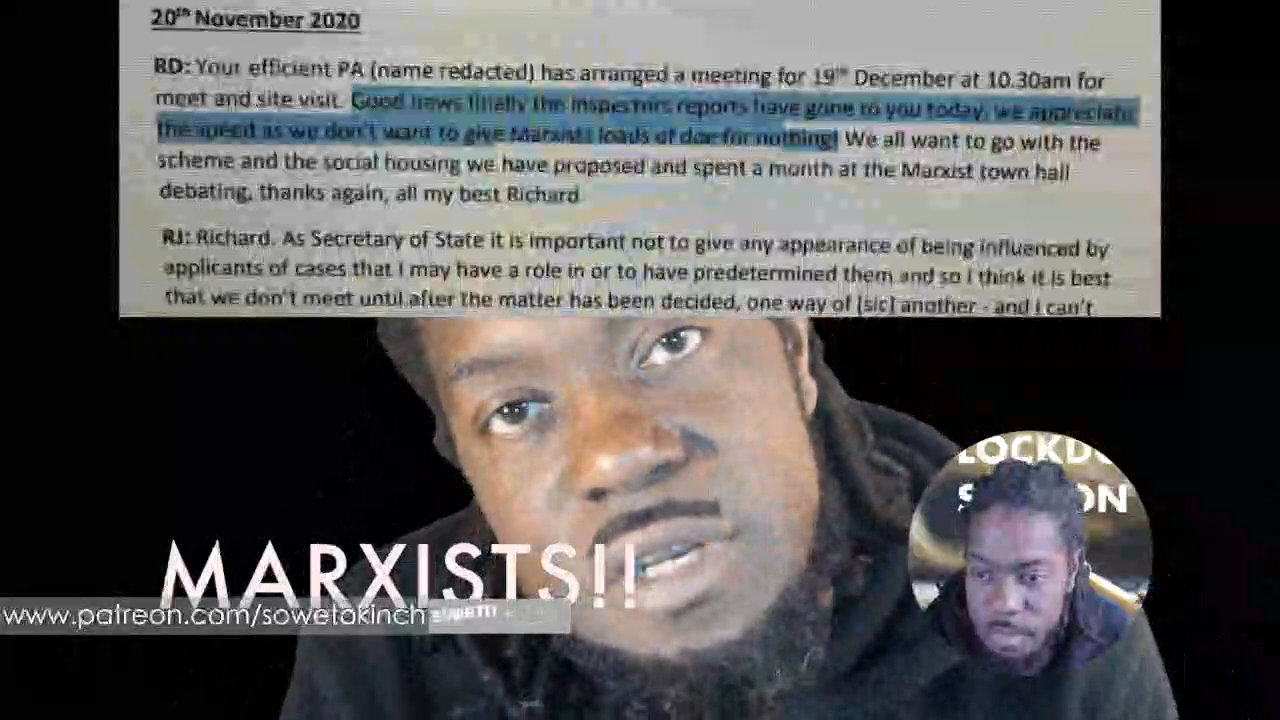 20th November 2020
RD: Your efficient PA (name redacted) has arranged a meeting for 19th December at 10.30am for
meet and site visit. Good news finally the inspectors reports have gone to you today, we appreciate
the speed as we don't want to give Marxists loads of doe for nothing! We all want to go with the
scheme and the social housing we have proposed and spent a month at the Marxist town hall
debating, thanks again, all my best Richard
RJ: Richard. As Secretary of State it is important not to give any appearance of being influenced by
applicants of cases that I may have a role in or to have predetermined them and so I think it is best
that we don't meet until after the matter has been decided, one way of [sic] another - and I can't
LOCKD
S ON
MARXISTS!!
www.patreon.com/sowetokinch